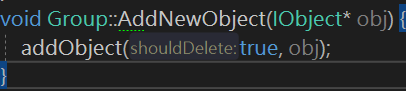 void Group::AddNewObject(IObject* obj) {
addObject(shouldDelete:true, obj);
}